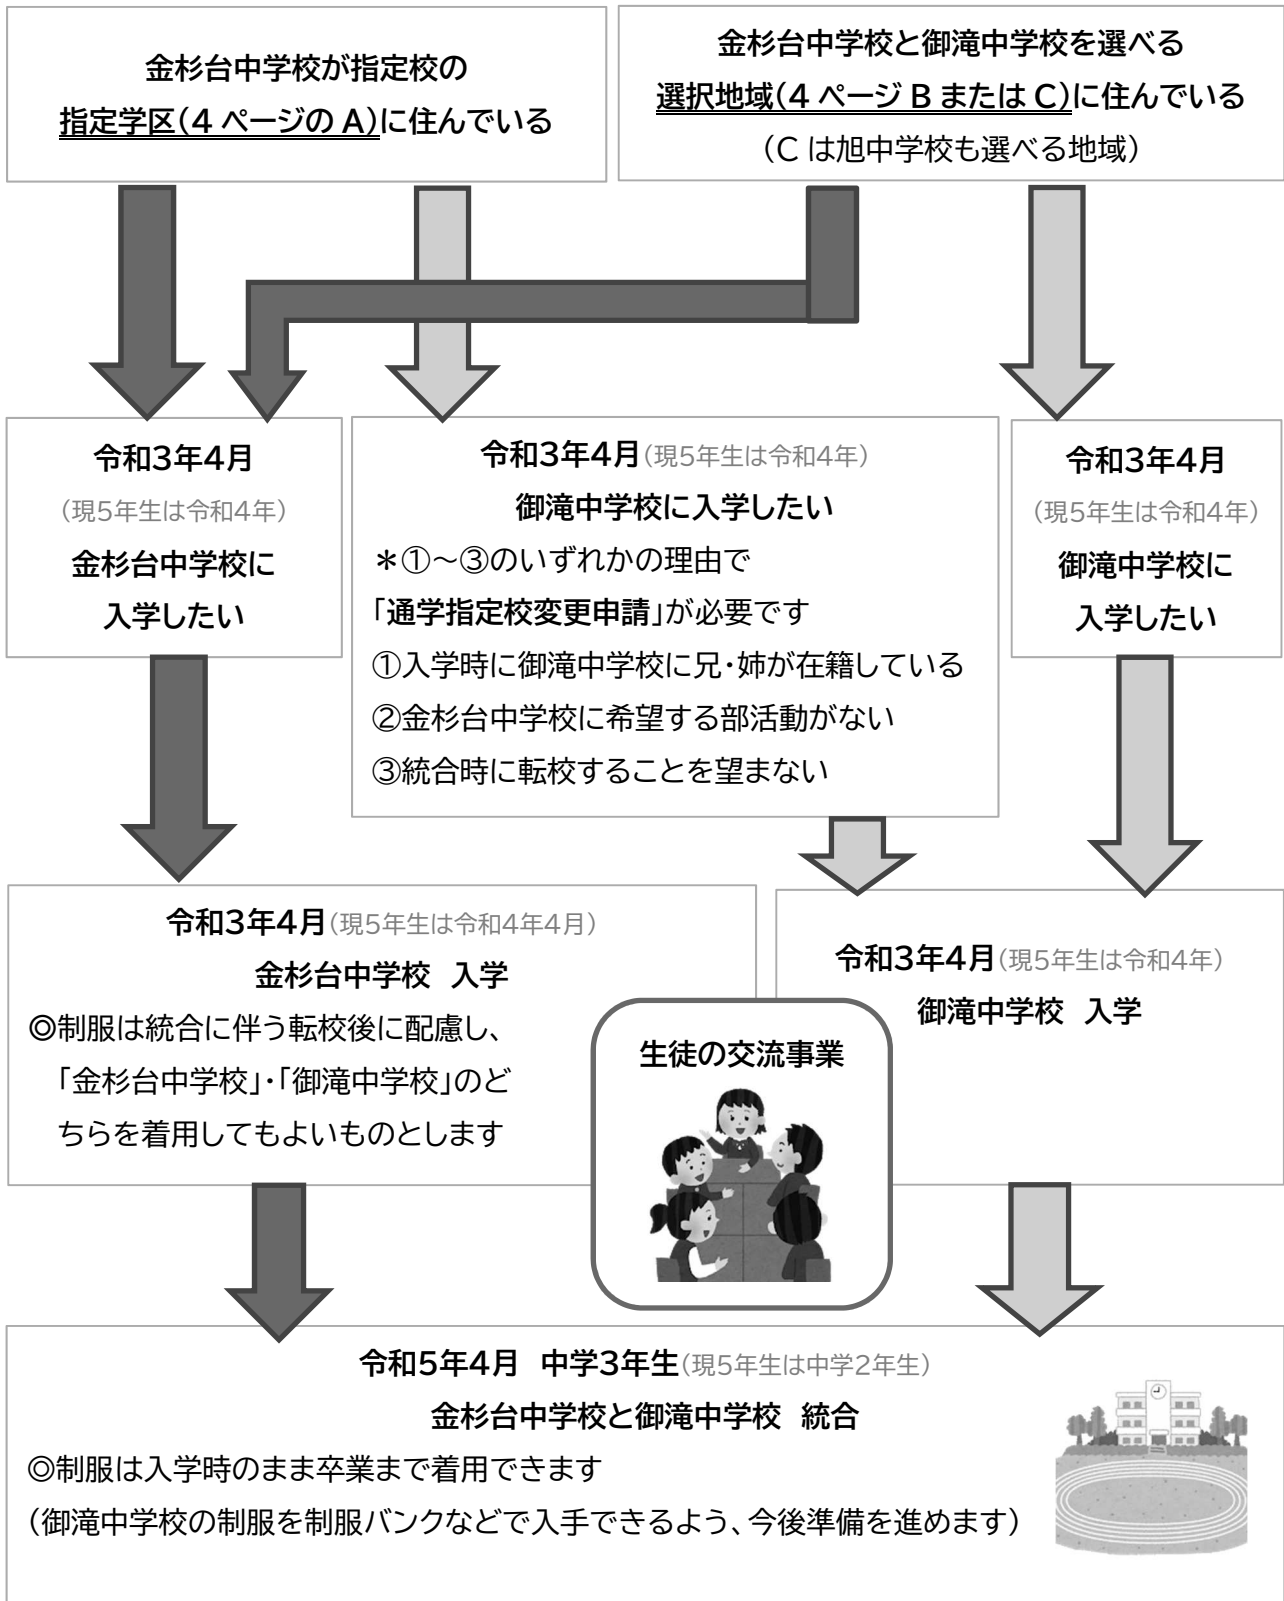 金杉台中学校が指定校の
指定学区(4 ページの A)に住んでいる
金杉台中学校と御滝中学校を選べる
選択地域(4 ページ B または C)に住んでいる
(C は旭中学校も選べる地域)
令和3年4月
(現5年生は令和4年)
金杉台中学校に
入学したい
令和3年4月(現5年生は令和4年)
御滝中学校に入学したい
＊①～③のいずれかの理由で
「通学指定校変更申請」が必要です
①入学時に御滝中学校に兄・姉が在籍している
②金杉台中学校に希望する部活動がない
③統合時に転校することを望まない
令和3年4月
(現5年生は令和4年)
御滝中学校に
入学したい
令和3年4月(現5年生は令和4年4月)
金杉台中学校 入学
◎制服は統合に伴う転校後に配慮し、
「金杉台中学校」・「御滝中学校」のど
ちらを着用してもよいものとします
生徒の交流事業
令和3年4月(現5年生は令和4年)
御滝中学校 入学
令和5年4月 中学3年生(現5年生は中学2年生)
金杉台中学校と御滝中学校 統合
◎制服は入学時のまま卒業まで着用できます
(御滝中学校の制服を制服バンクなどで入手できるよう、今後準備を進めます)